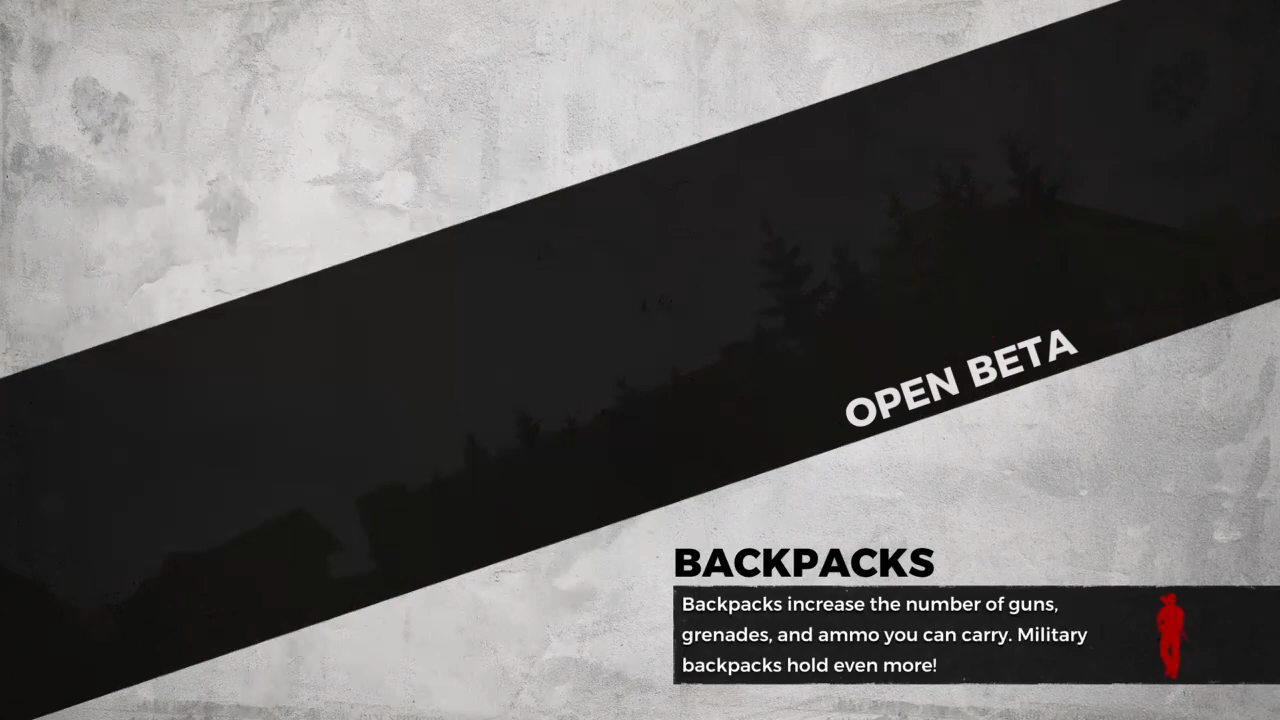 OPEN BETA
BACKPACKS
Backpacks increase the number of guns,
grenades, and ammo you can carry. Military
backpacks hold even more!